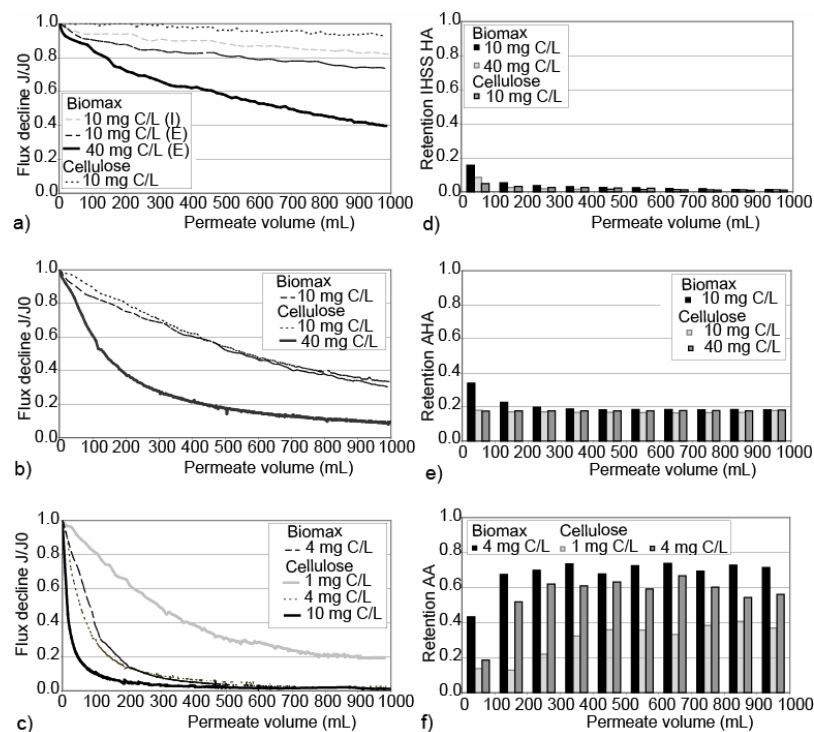 Flux decline J/J0
1.0
0.8
0.6
0.4
0.2
0.0
Biomax
10 mg C/L (I)
10 mg C/L (E)
40 mg C/L (E)
Cellulose
10 mg C/L
0 100 200 300 400 500 600 700 800 900 1000
Permeate volume (mL)
a)
Retention IHSS HA
1.0
0.8
0.6
0.4
0.2
0.0
Biomax
10 mg C/L
40 mg C/L
Cellulose
10 mg C/L
0 100 200 300 400 500 600 700 800 900 1000
Permeate volume (mL)
d)
Flux decline J/J0
1.0
0.8
0.6
0.4
0.2
0.0
Biomax
10 mg C/L
Cellulose
10 mg C/L
40 mg C/L
0 100 200 300 400 500 600 700 800 900 1000
Permeate volume (mL)
b)
Retention AHA
1.0
0.8
0.6
0.4
0.2
0.0
Biomax
10 mg C/L
Cellulose
10 mg C/L
40 mg C/L
0 100 200 300 400 500 600 700 800 900 1000
Permeate volume (mL)
e)
Flux decline J/J0
1.0
0.8
0.6
0.4
0.2
0.0
Biomax
4 mg C/L
Cellulose
1 mg C/L
4 mg C/L
10 mg C/L
0 100 200 300 400 500 600 700 800 900 1000
Permeate volume (mL)
c)
Retention AA
1.0
0.8
0.6
0.4
0.2
0.0
Biomax Cellulose
4 mg C/L 1 mg C/L 4 mg C/L
0 100 200 300 400 500 600 700 800 900 1000
Permeate volume (mL)
f)